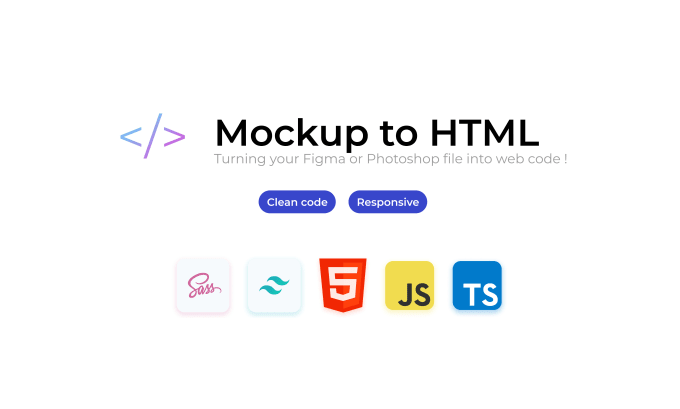 </>
Mockup to HTML
Turning your Figma or Photoshop file into web code !
Clean code Responsive
Sass 5 JS TS